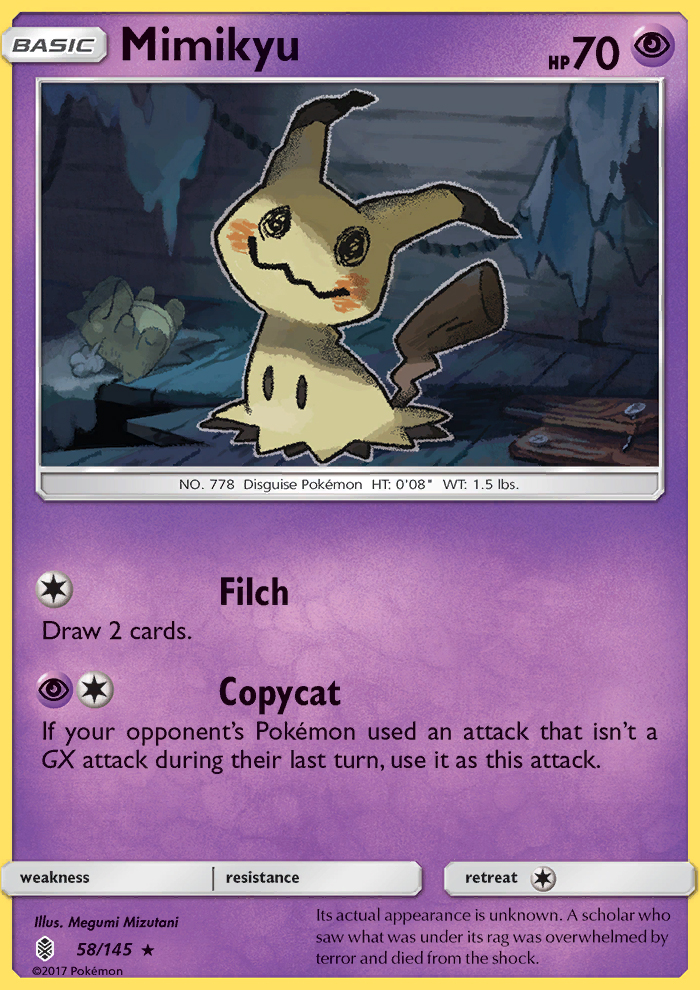 BASIC Mimikyu HP 70
NO. 778 Disguise Pokémon HT: 0'08" WT: 1.5 lbs.
Filch
Draw 2 cards.
Copycat
If your opponent's Pokémon used an attack that isn't a
GX attack during their last turn, use it as this attack.
weakness resistance retreat
Illus. Megumi Mizutani
58/145
©2017 Pokémon
Its actual appearance is unknown. A scholar who
saw what was under its rag was overwhelmed by
terror and died from the shock.